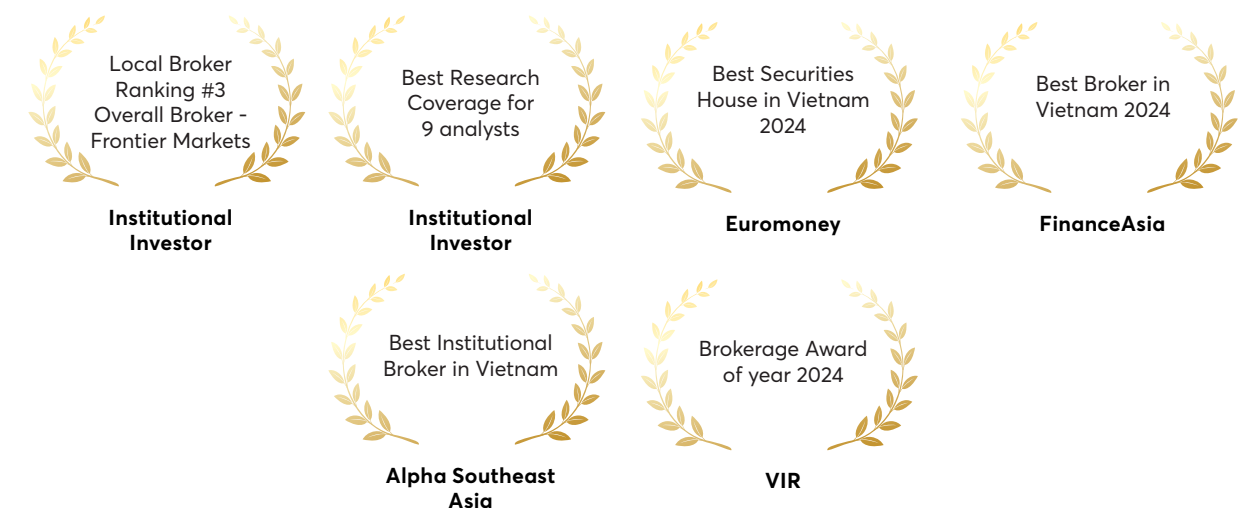 Local Broker
Ranking #3
Overall Broker -
Frontier Markets
Institutional
Investor
Best Research
Coverage for
9 analysts
Institutional
Investor
Best Securities
House in Vietnam
2024
Euromoney
Best Broker in
Vietnam 2024
FinanceAsia
Best Institutional
Broker in Vietnam
Alpha Southeast
Asia
Brokerage Award
of year 2024
VIR